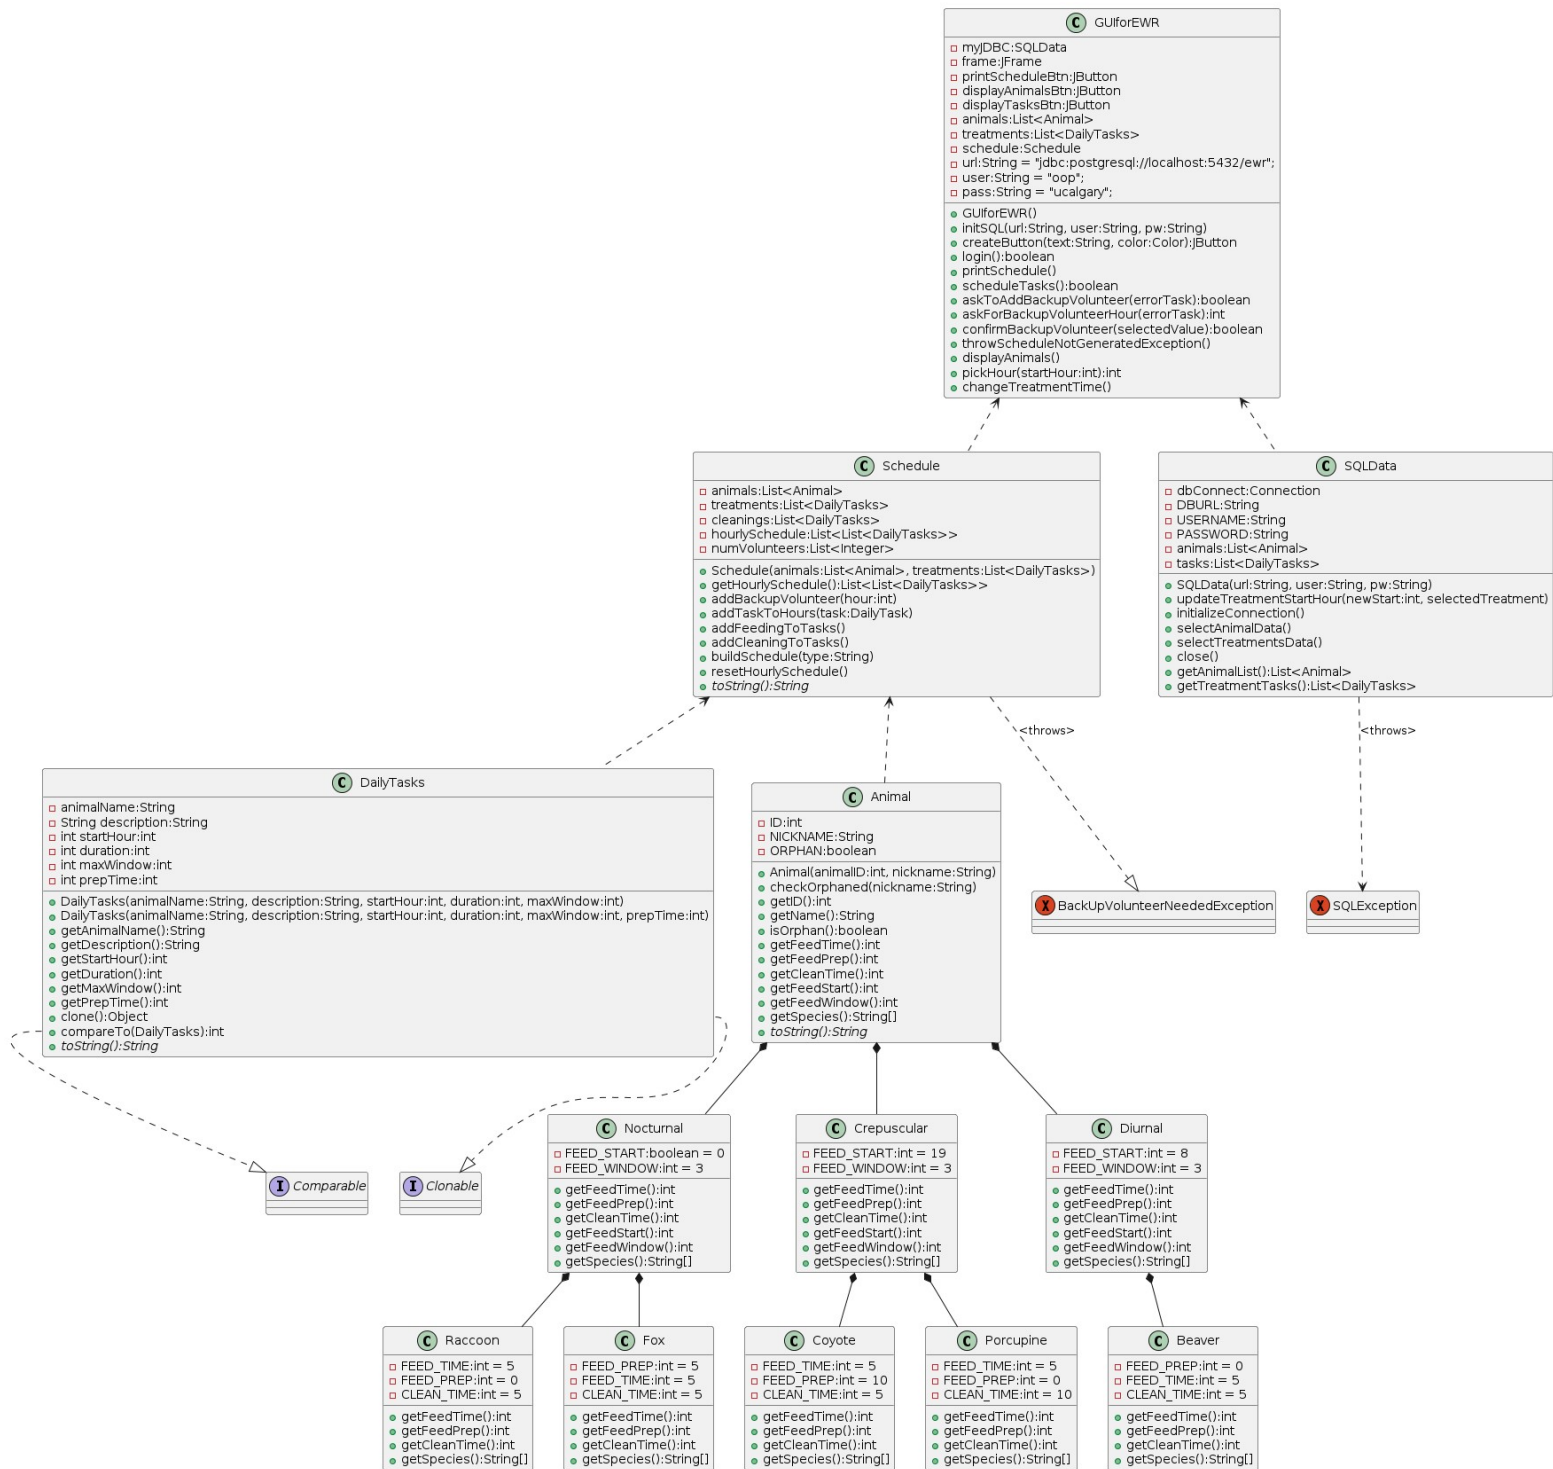 GUIforEWR
myJDBC:SQLData
frame:JFrame
printScheduleBtn:JButton
displayAnimalsBtn:JButton
displayTasksBtn:JButton
animals:List<Animal>
treatments:List<DailyTasks>
schedule:Schedule
url:String = "jdbc:postgresql://localhost:5432/ewr";
user:String = "oop";
pass:String = "ucalgary";
GUIforEWR()
initSQL(url:String, user:String, pw:String)
createButton(text:String, color:Color):JButton
login():boolean
printSchedule()
scheduleTasks():boolean
askToAddBackupVolunteer(errorTask):boolean
askForBackupVolunteerHour(errorTask):int
confirmBackupVolunteer(selectedValue):boolean
throwScheduleNotGeneratedException()
displayAnimals()
pickHour(startHour:int):int
changeTreatmentTime()
Schedule
animals:List<Animal>
treatments:List<DailyTasks>
cleanings:List<DailyTasks>
hourlySchedule:List<List<DailyTasks>>
numVolunteers:List<Integer>
Schedule(animals:List<Animal>, treatments:List<DailyTasks>)
getHourlySchedule():List<List<DailyTasks>>
addBackupVolunteer(hour:int)
addTaskToHours(task:DailyTask)
addFeedingToTasks()
addCleaningToTasks()
buildSchedule(type:String)
resetHourlySchedule()
toString():String
SQLData
dbConnect:Connection
DBURL:String
USERNAME:String
PASSWORD:String
animals:List<Animal>
tasks:List<DailyTasks>
SQLData(url:String, user:String, pw:String)
updateTreatmentStartHour(newStart:int, selectedTreatment)
initializeConnection()
selectAnimalData()
selectTreatmentsData()
close()
getAnimalList():List<Animal>
getTreatmentTasks():List<DailyTasks>
<throws>
<throws>
DailyTasks
animalName:String
String description:String
int startHour:int
int duration:int
int maxWindow:int
int prepTime:int
DailyTasks(animalName:String, description:String, startHour:int, duration:int, maxWindow:int)
DailyTasks(animalName:String, description:String, startHour:int, duration:int, maxWindow:int, prepTime:int)
getAnimalName():String
getDescription():String
getStartHour():int
getDuration():int
getMaxWindow():int
getPrepTime():int
clone():Object
compareTo(DailyTasks):int
toString():String
Animal
ID:int
NICKNAME:String
ORPHAN:boolean
Animal(animalID:int, nickname:String)
checkOrphaned(nickname:String)
getID():int
getName():String
isOrphan():boolean
getFeedTime():int
getFeedPrep():int
getCleanTime():int
getFeedStart():int
getFeedWindow():int
getSpecies():String[]
toString():String
BackUpVolunteerNeededException
SQLException
Comparable
Clonable
Nocturnal
FEED_START:boolean = 0
FEED_WINDOW:int = 3
getFeedTime():int
getFeedPrep():int
getCleanTime():int
getFeedStart():int
getFeedWindow():int
getSpecies():String[]
Crepuscular
FEED_START:int = 19
FEED_WINDOW:int = 3
getFeedTime():int
getFeedPrep():int
getCleanTime():int
getFeedStart():int
getFeedWindow():int
getSpecies():String[]
Diurnal
FEED_START:int = 8
FEED_WINDOW:int = 3
getFeedTime():int
getFeedPrep():int
getCleanTime():int
getFeedStart():int
getFeedWindow():int
getSpecies():String[]
Raccoon
FEED_TIME:int = 5
FEED_PREP:int = 0
CLEAN_TIME:int = 5
getFeedTime():int
getFeedPrep():int
getCleanTime():int
getSpecies():String[]
Fox
FEED_PREP:int = 5
FEED_TIME:int = 5
CLEAN_TIME:int = 5
getFeedTime():int
getFeedPrep():int
getCleanTime():int
getSpecies():String[]
Coyote
FEED_TIME:int = 5
FEED_PREP:int = 10
CLEAN_TIME:int = 5
getFeedTime():int
getFeedPrep():int
getCleanTime():int
getSpecies():String[]
Porcupine
FEED_TIME:int = 5
FEED_PREP:int = 0
CLEAN_TIME:int = 10
getFeedTime():int
getFeedPrep():int
getCleanTime():int
getSpecies():String[]
Beaver
FEED_PREP:int = 0
FEED_TIME:int = 5
CLEAN_TIME:int = 5
getFeedTime():int
getFeedPrep():int
getCleanTime():int
getSpecies():String[]